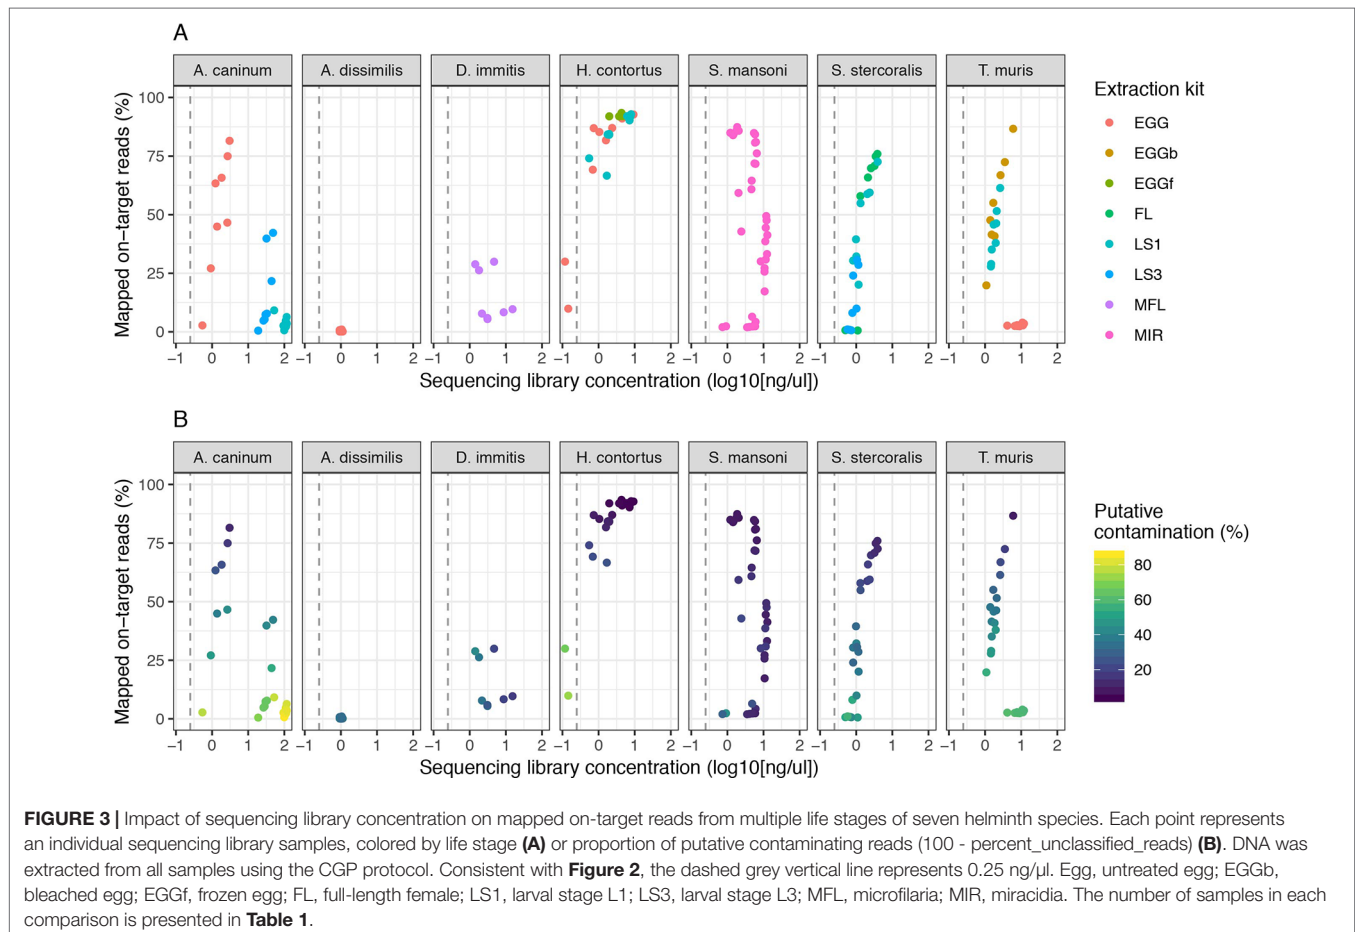 A
A. caninum
A. dissimilis
D. immitis
H. contortus
S. mansoni
S. stercoralis
T. muris
Mapped on-target reads (%)
100
75
50
25
0
−1 0 1 2
−1 0 1 2
−1 0 1 2
−1 0 1 2
−1 0 1 2
−1 0 1 2
−1 0 1 2
Sequencing library concentration (log10[ng/ul])
Extraction kit
EGG
EGGb
EGGf
FL
LS1
LS3
MFL
MIR
B
A. caninum
A. dissimilis
D. immitis
H. contortus
S. mansoni
S. stercoralis
T. muris
Mapped on-target reads (%)
100
75
50
25
0
−1 0 1 2
−1 0 1 2
−1 0 1 2
−1 0 1 2
−1 0 1 2
−1 0 1 2
−1 0 1 2
Sequencing library concentration (log10[ng/ul])
Putative
contamination (%)
80
60
40
20
FIGURE 3 | Impact of sequencing library concentration on mapped on-target reads from multiple life stages of seven helminth species. Each point represents
an individual sequencing library samples, colored by life stage (A) or proportion of putative contaminating reads (100 - percent_unclassified_reads) (B). DNA was
extracted from all samples using the CGP protocol. Consistent with Figure 2, the dashed grey vertical line represents 0.25 ng/µl. Egg, untreated egg; EGGb,
bleached egg; EGGf, frozen egg; FL, full-length female; LS1, larval stage L1; LS3, larval stage L3; MFL, microfilaria; MIR, miracidia. The number of samples in each
comparison is presented in Table 1.